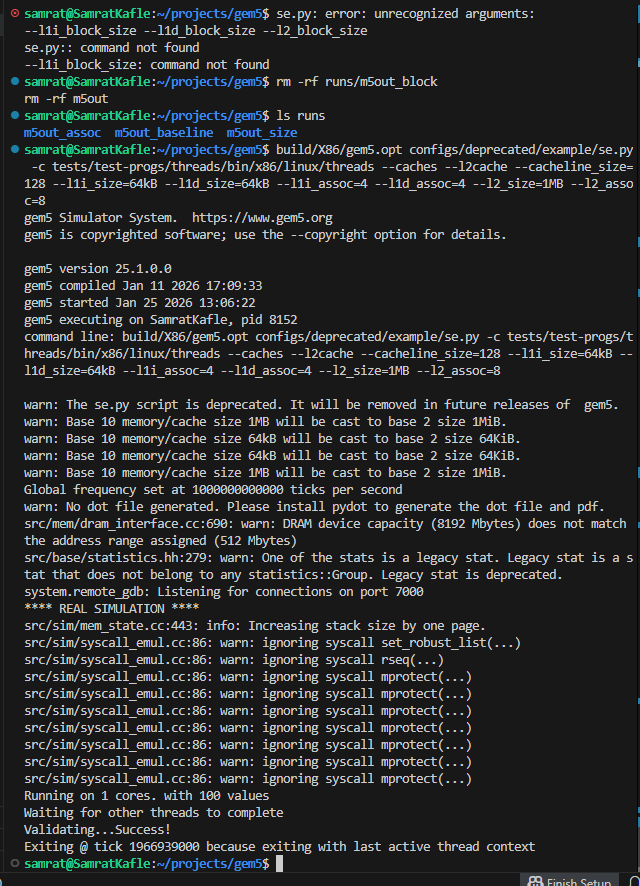 samrat@SamratKafle:~/projects/gem5$ se.py: error: unrecognized arguments:
--l1i_block_size --l1d_block_size --l2_block_size
se.py:: command not found
--l1i_block_size: command not found
samrat@SamratKafle:~/projects/gem5$ rm -rf runs/m5out_block
rm -rf m5out
samrat@SamratKafle:~/projects/gem5$ ls runs
m5out_assoc  m5out_baseline  m5out_size
samrat@SamratKafle:~/projects/gem5$ build/X86/gem5.opt configs/deprecated/example/se.py
 -c tests/test-progs/threads/bin/x86/linux/threads --caches --l2cache --cacheline_size=
128 --l1i_size=64kB --l1d_size=64kB --l1i_assoc=4 --l1d_assoc=4 --l2_size=1MB --l2_asso
c=8
gem5 Simulator System.  https://www.gem5.org
gem5 is copyrighted software; use the --copyright option for details.
gem5 version 25.1.0.0
gem5 compiled Jan 11 2026 17:09:33
gem5 started Jan 25 2026 13:06:22
gem5 executing on SamratKafle, pid 8152
command line: build/X86/gem5.opt configs/deprecated/example/se.py -c tests/test-progs/t
hreads/bin/x86/linux/threads --caches --l2cache --cacheline_size=128 --l1i_size=64kB --
l1d_size=64kB --l1i_assoc=4 --l1d_assoc=4 --l2_size=1MB --l2_assoc=8
warn: The se.py script is deprecated. It will be removed in future releases of  gem5.
warn: Base 10 memory/cache size 1MB will be cast to base 2 size 1MiB.
warn: Base 10 memory/cache size 64kB will be cast to base 2 size 64KiB.
warn: Base 10 memory/cache size 64kB will be cast to base 2 size 64KiB.
warn: Base 10 memory/cache size 1MB will be cast to base 2 size 1MiB.
Global frequency set at 1000000000000 ticks per second
warn: No dot file generated. Please install pydot to generate the dot file and pdf.
src/mem/dram_interface.cc:690: warn: DRAM device capacity (8192 Mbytes) does not match
the address range assigned (512 Mbytes)
src/base/statistics.hh:279: warn: One of the stats is a legacy stat. Legacy stat is a s
tat that does not belong to any statistics::Group. Legacy stat is deprecated.
system.remote_gdb: Listening for connections on port 7000
**** REAL SIMULATION ****
src/sim/mem_state.cc:443: info: Increasing stack size by one page.
src/sim/syscall_emul.cc:86: warn: ignoring syscall set_robust_list(...)
src/sim/syscall_emul.cc:86: warn: ignoring syscall rseq(...)
src/sim/syscall_emul.cc:86: warn: ignoring syscall mprotect(...)
src/sim/syscall_emul.cc:86: warn: ignoring syscall mprotect(...)
src/sim/syscall_emul.cc:86: warn: ignoring syscall mprotect(...)
src/sim/syscall_emul.cc:86: warn: ignoring syscall mprotect(...)
src/sim/syscall_emul.cc:86: warn: ignoring syscall mprotect(...)
src/sim/syscall_emul.cc:86: warn: ignoring syscall mprotect(...)
src/sim/syscall_emul.cc:86: warn: ignoring syscall mprotect(...)
Running on 1 cores. with 100 values
Waiting for other threads to complete
Validating...Success!
Exiting @ tick 1966939000 because exiting with last active thread context
samrat@SamratKafle:~/projects/gem5$
Finish Setup